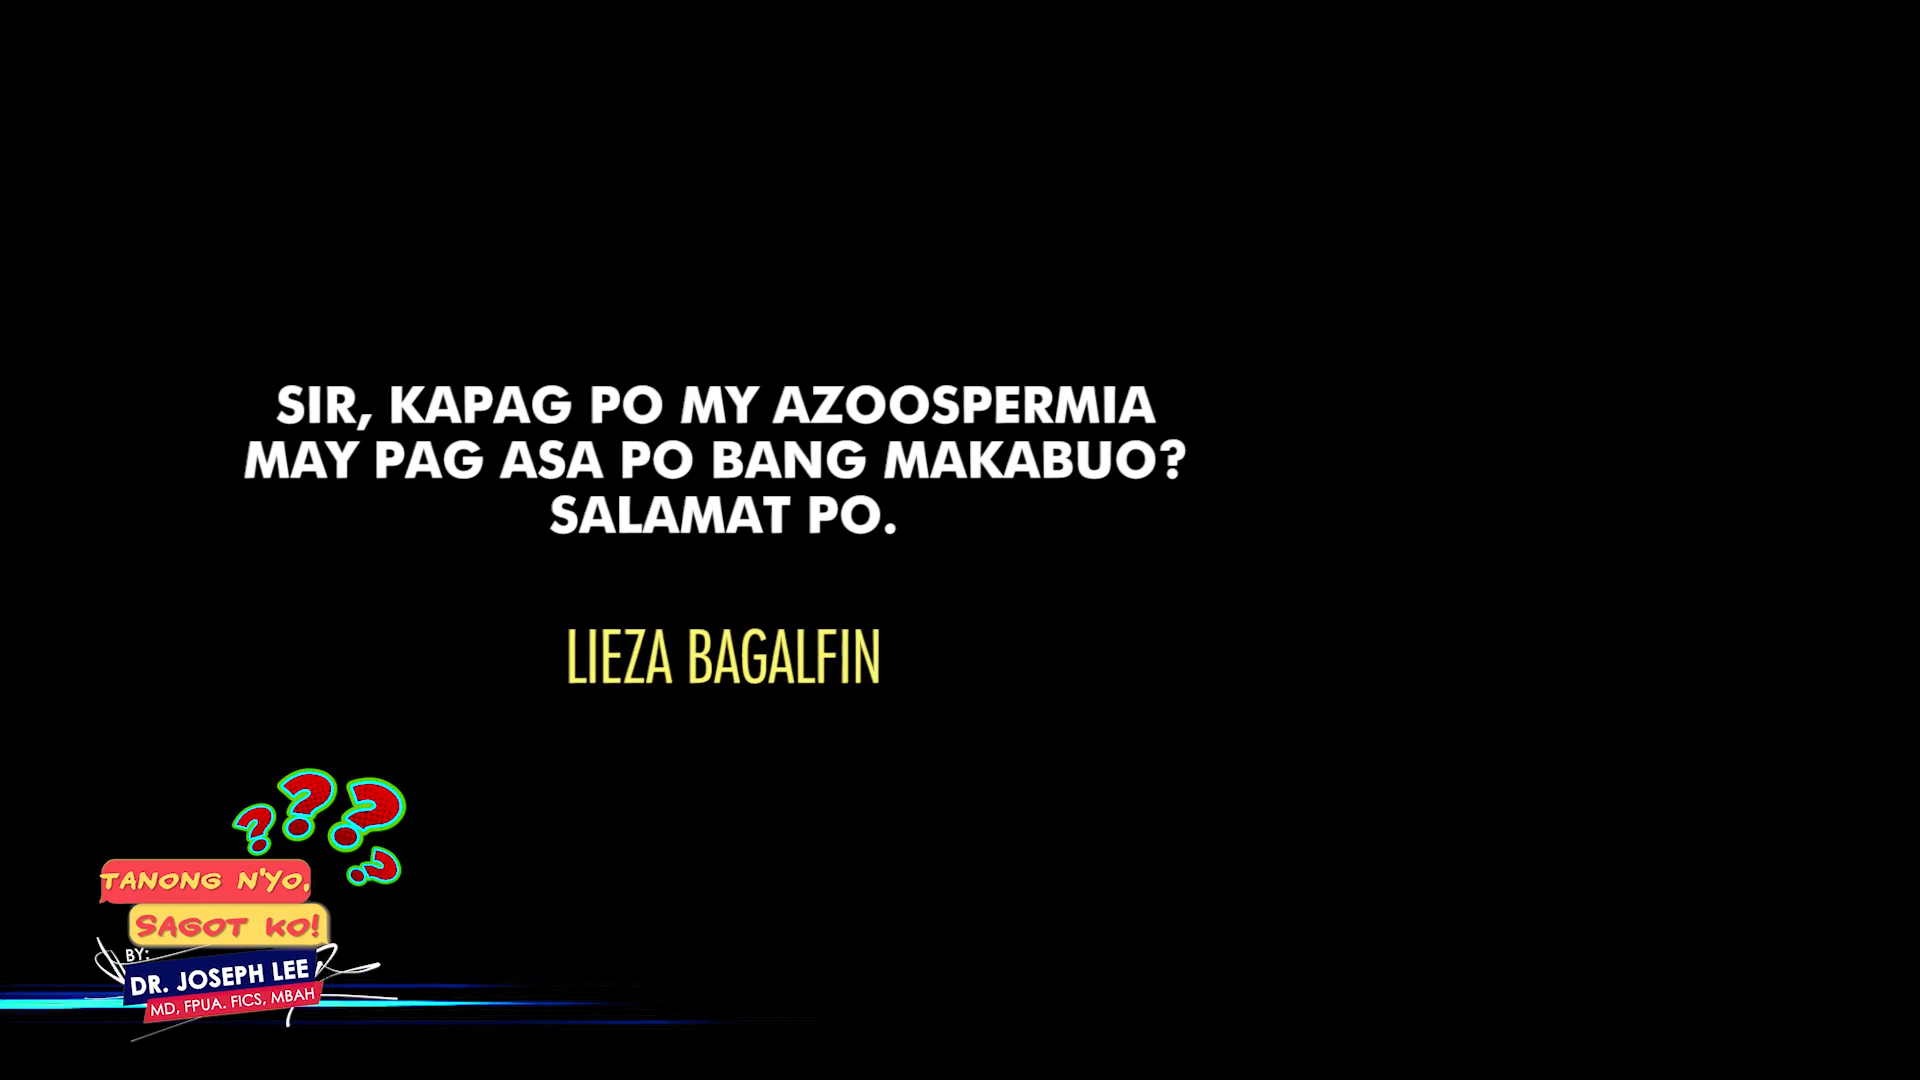 SIR, KAPAG PO MY AZOOSPERMIA
MAY PAG ASA PO BANG MAKABUO?
SALAMAT PO.
LIEZA BAGALFIN
???
?
TANONG N'YO,
SAGOT KO!
BY:
DR. JOSEPH LEE
MD, FPUA. FICS, MBAH